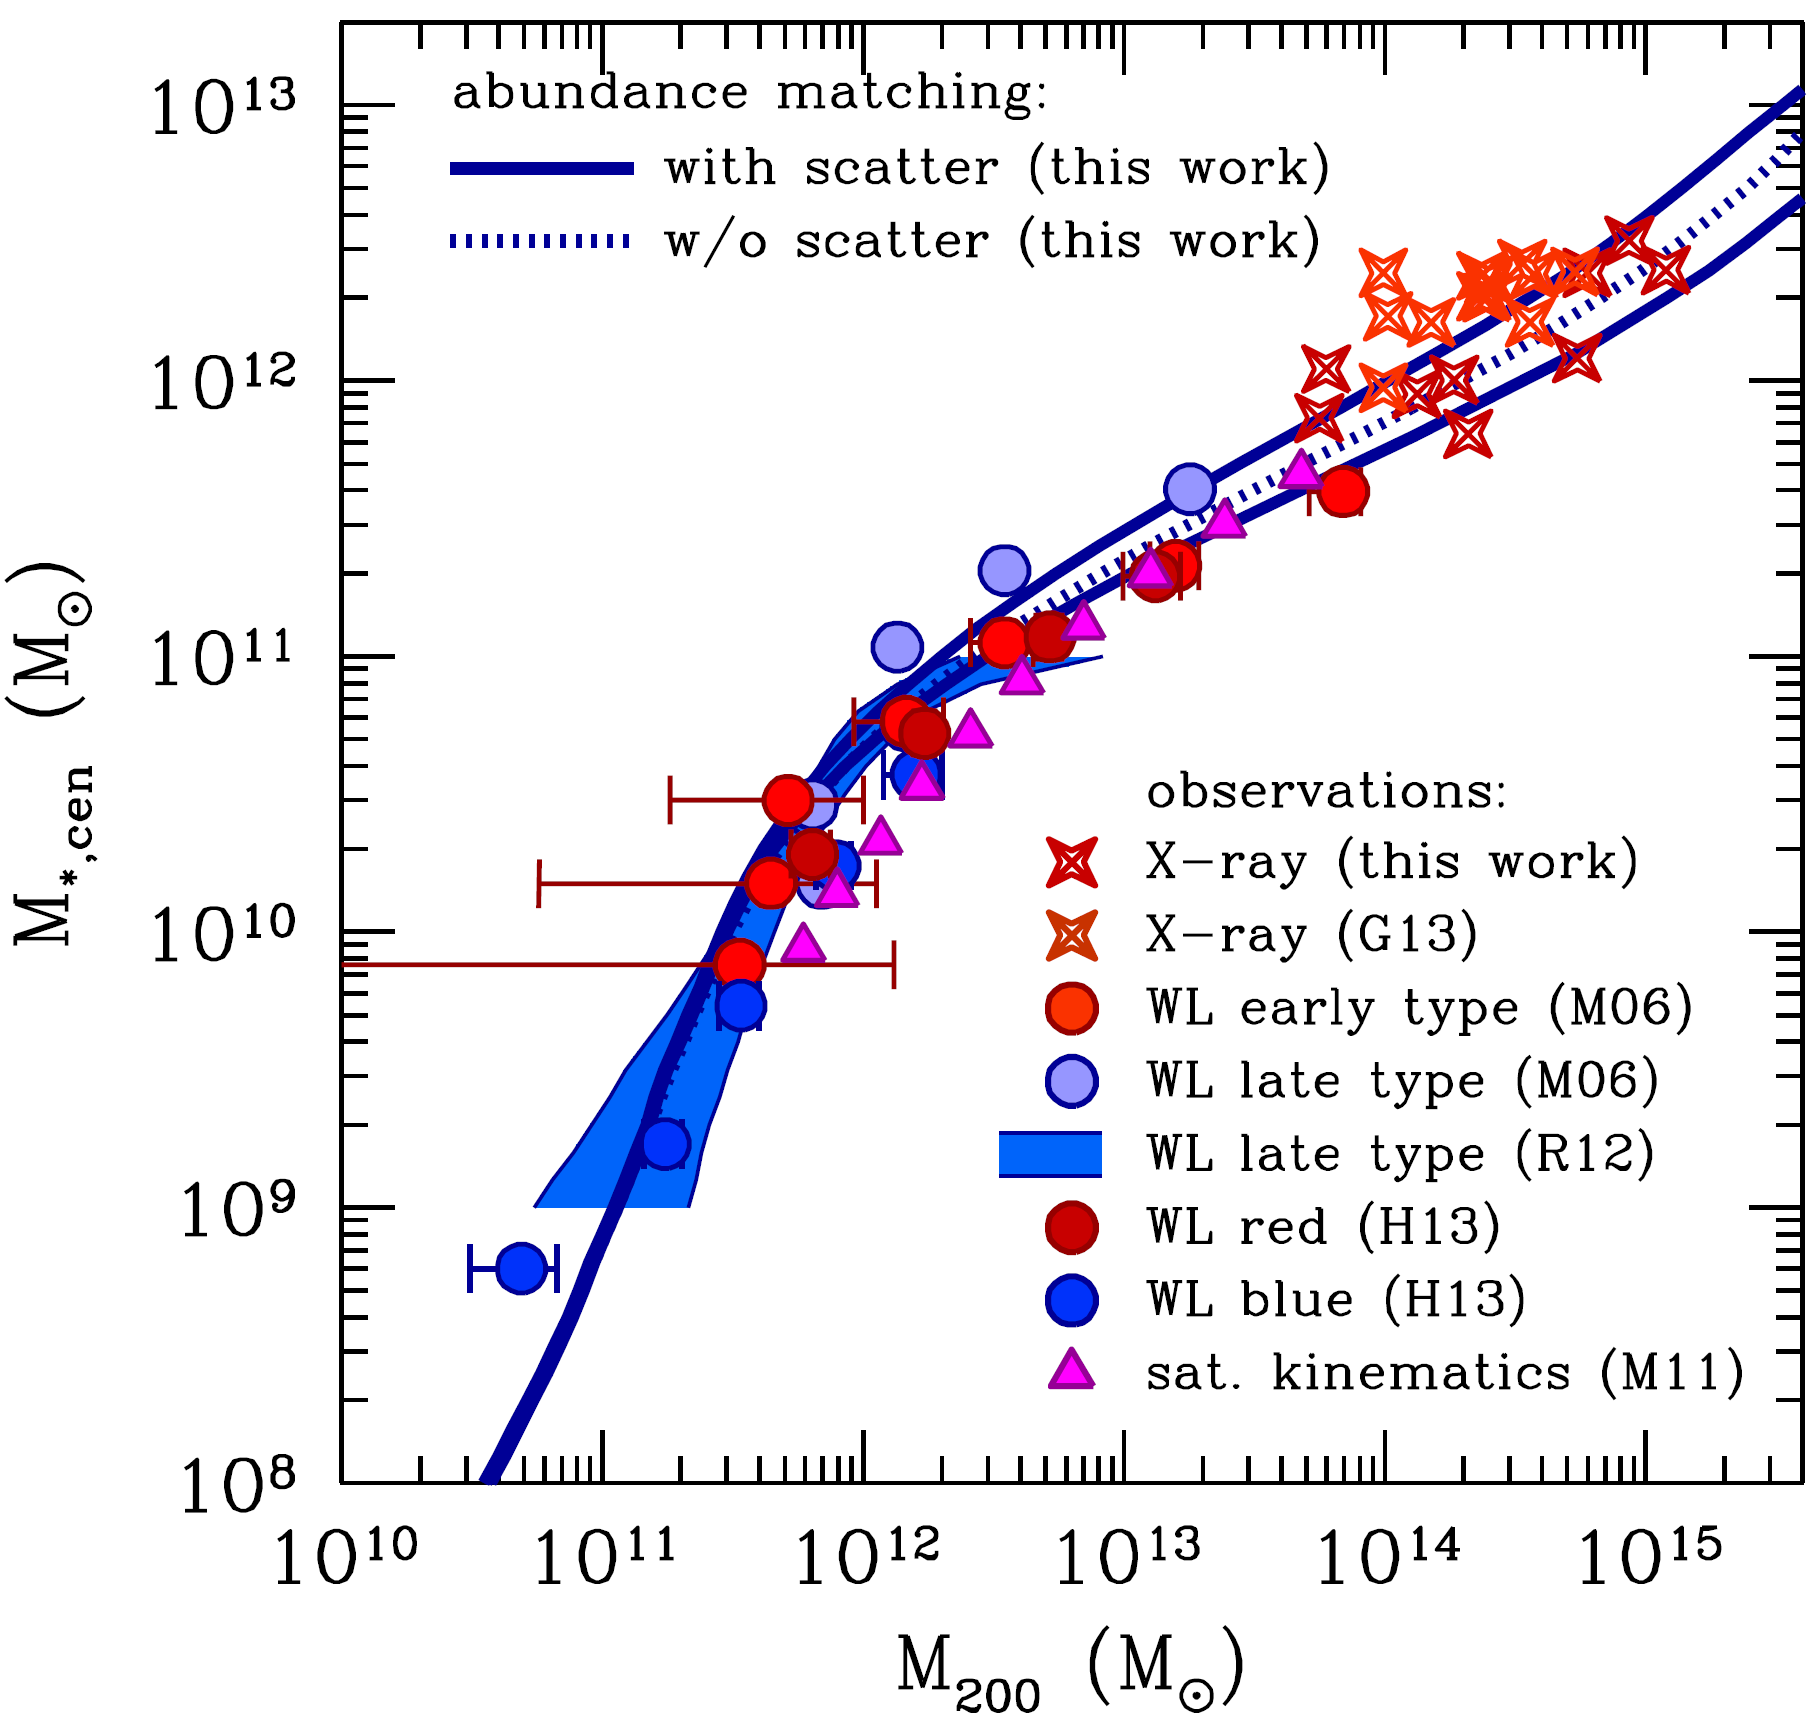 abundance matching:
with scatter (this work)
w/o scatter (this work)
observations:
X-ray (this work)
X-ray (G13)
WL early type (M06)
WL late type (M06)
WL late type (R12)
WL red (H13)
WL blue (H13)
sat. kinematics (M11)
10¹³
10¹²
10¹¹
10¹⁰
10⁹
10⁸
M*,cen (M☉)
10¹⁰ 10¹¹ 10¹² 10¹³ 10¹⁴ 10¹⁵
M₂₀₀ (M☉)